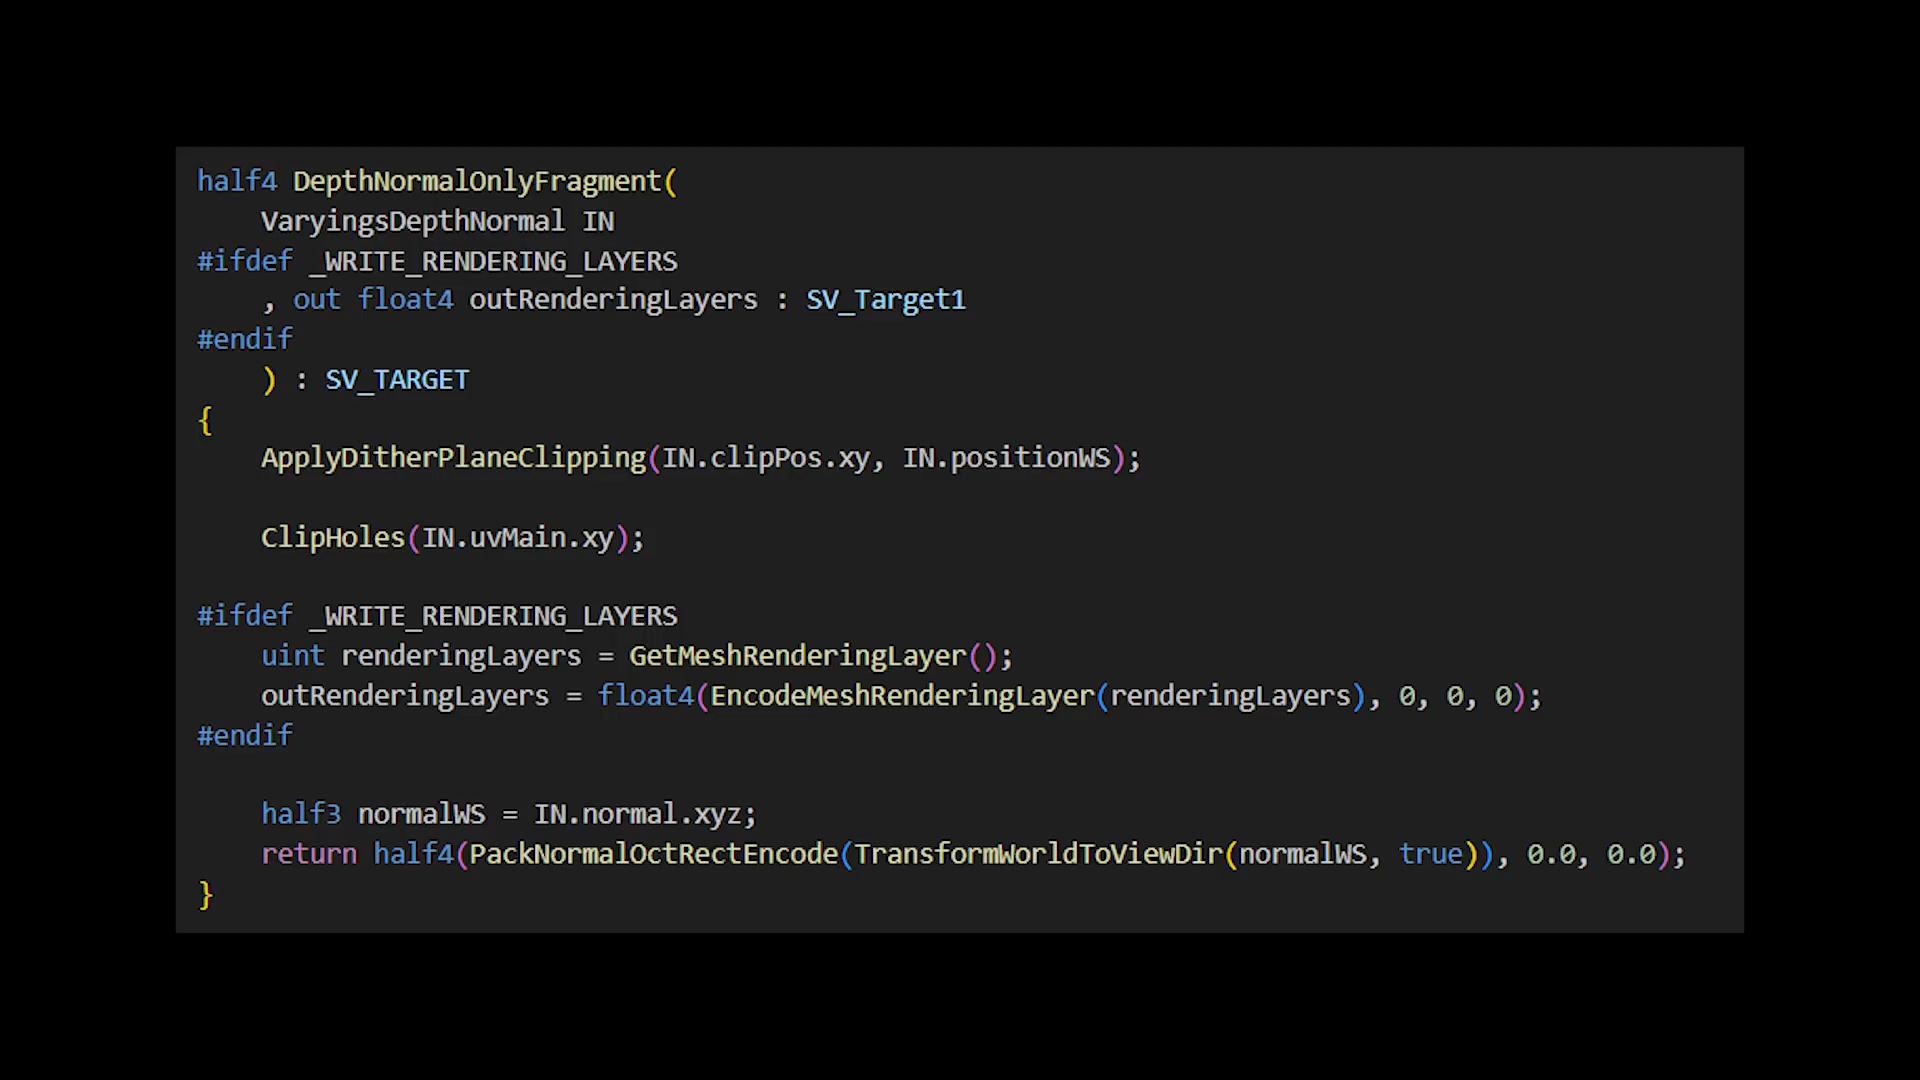 half4 DepthNormalOnlyFragment(
    VaryingsDepthNormal IN
#ifdef _WRITE_RENDERING_LAYERS
    , out float4 outRenderingLayers : SV_Target1
#endif
    ) : SV_TARGET
{
    ApplyDitherPlaneClipping(IN.clipPos.xy, IN.positionWS);
    ClipHoles(IN.uvMain.xy);
#ifdef _WRITE_RENDERING_LAYERS
    uint renderingLayers = GetMeshRenderingLayer();
    outRenderingLayers = float4(EncodeMeshRenderingLayer(renderingLayers), 0, 0, 0);
#endif
    half3 normalWS = IN.normal.xyz;
    return half4(PackNormalOctRectEncode(TransformWorldToViewDir(normalWS, true)), 0.0, 0.0);
}